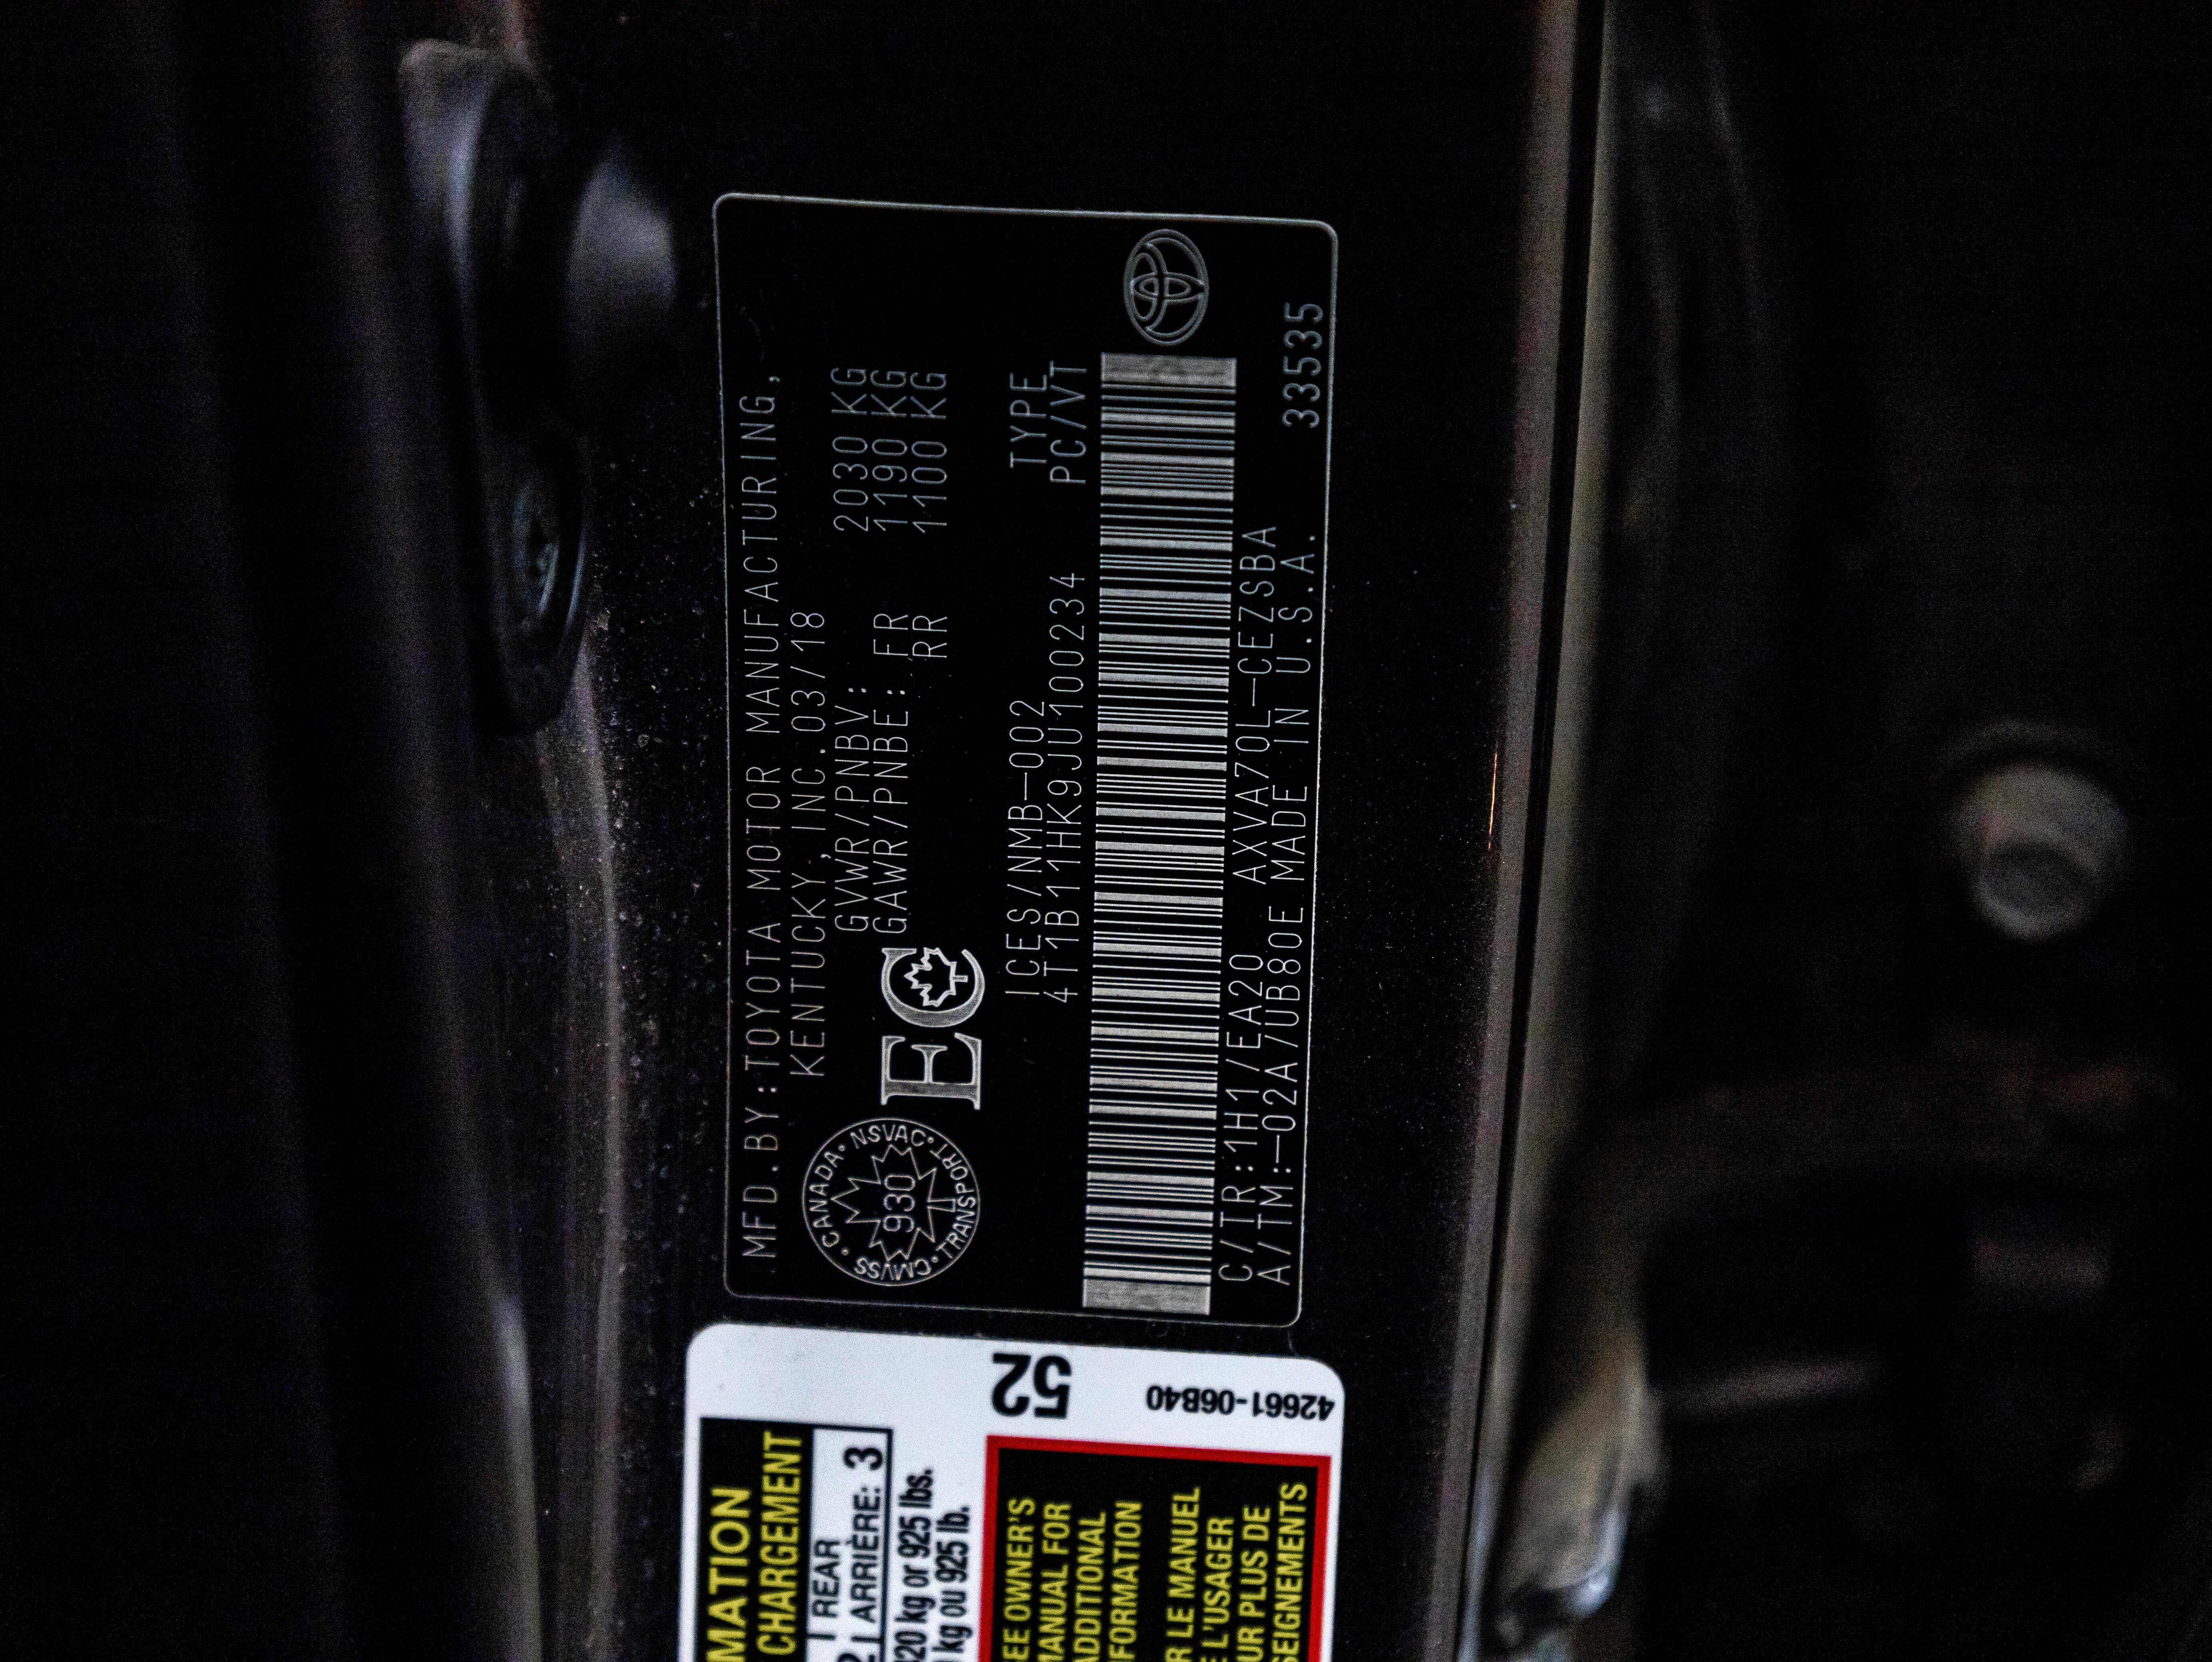 MFD.BY:TOYOTA MOTOR MANUFACTURING,
KENTUCKY, INC.03/18
GVWR/PNBV: 2030 KG
GAWR/PNBE: FR 1190 KG
RR 1100 KG
CANADA · NSVAC · TRANSPORT · CMVSS
930
EC
ICES/NMB-002 TYPE
4T1B11HK9JU100234 PC/VT
C/TR:1H1/EA20 AXVA70L-CEZSBA
A/TM:-02A/UB80E MADE IN U.S.A. 33535
52
42661-06B40
MATION
CHARGEMENT
REAR
ARRIÈRE: 3
kg or 925 lbs.
kg ou 925 lb.
EE OWNER'S
MANUAL FOR
ADDITIONAL
FORMATION
R LE MANUEL
E L'USAGER
UR PLUS DE
SEIGNEMENTS